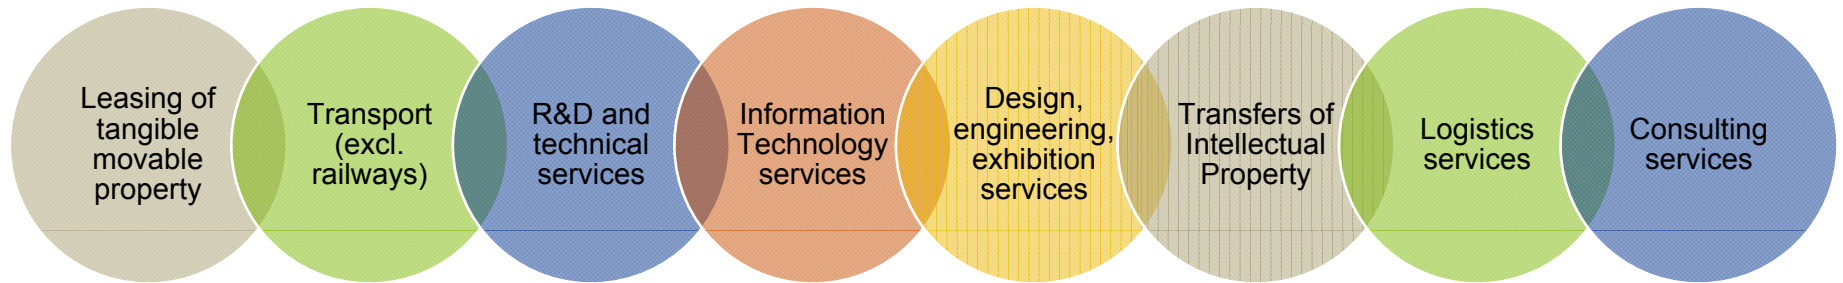 Leasing of
tangible
movable
property
Transport
(excl.
railways)
R&D and
technical
services
Information
Technology
services
Design,
engineering,
exhibition
services
Transfers of
Intellectual
Property
Logistics
services
Consulting
services